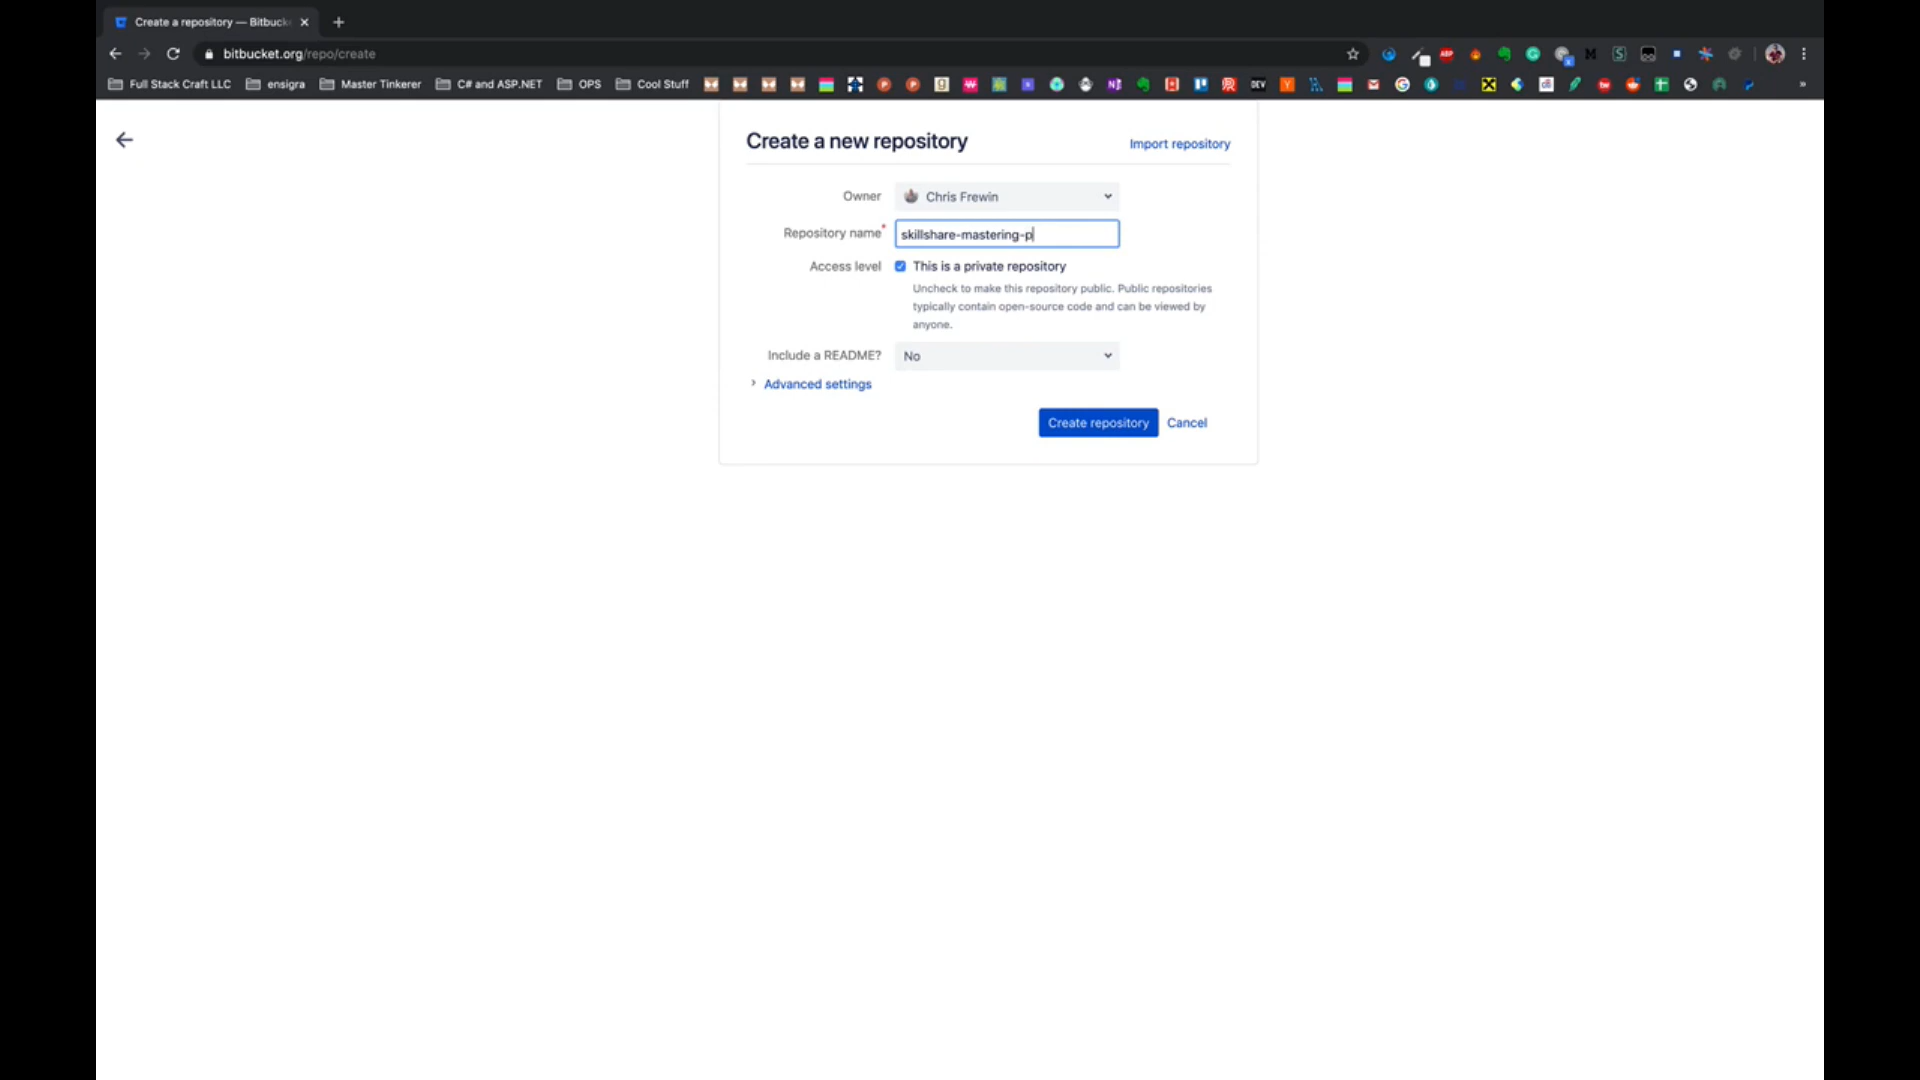 Create a repository — Bitbuck
bitbucket.org/repo/create
Full Stack Craft LLC ensigra Master Tinkerer C# and ASP.NET OPS Cool Stuff
Create a new repository Import repository
Owner Chris Frewin
Repository name* skillshare-mastering-p
Access level This is a private repository
Uncheck to make this repository public. Public repositories
typically contain open-source code and can be viewed by
anyone.
Include a README? No
Advanced settings
Create repository Cancel